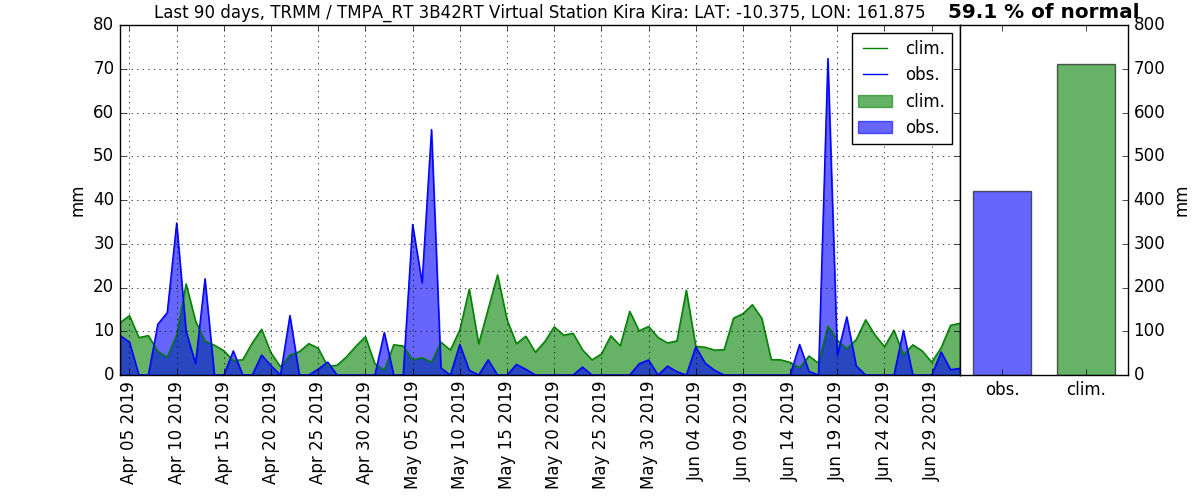 Last 90 days, TRMM / TMPA_RT 3B42RT Virtual Station Kira Kira: LAT: -10.375, LON: 161.875
59.1 % of normal
80
70
60
50
40
30
20
10
0
mm
clim.
obs.
clim.
obs.
Apr 05 2019
Apr 10 2019
Apr 15 2019
Apr 20 2019
Apr 25 2019
Apr 30 2019
May 05 2019
May 10 2019
May 15 2019
May 20 2019
May 25 2019
May 30 2019
Jun 04 2019
Jun 09 2019
Jun 14 2019
Jun 19 2019
Jun 24 2019
Jun 29 2019
800
700
600
500
400
300
200
100
0
mm
obs.
clim.